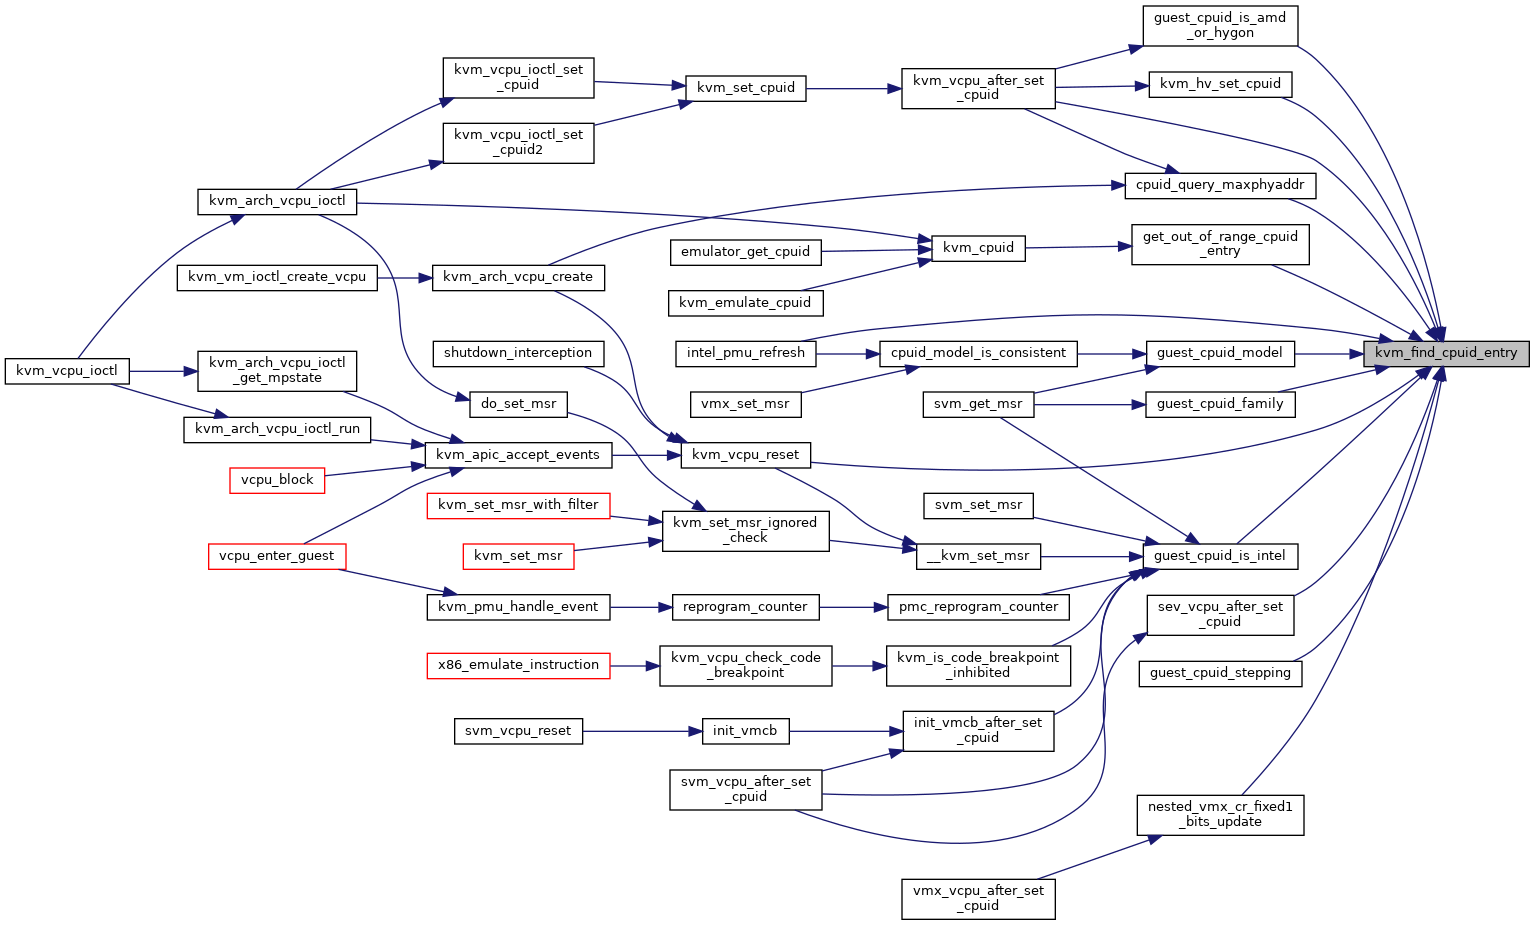 guest_cpuid_is_amd
_or_hygon
kvm_vcpu_ioctl_set
_cpuid
kvm_set_cpuid
kvm_vcpu_after_set
_cpuid
kvm_hv_set_cpuid
kvm_vcpu_ioctl_set
_cpuid2
cpuid_query_maxphyaddr
kvm_arch_vcpu_ioctl
get_out_of_range_cpuid
_entry
kvm_cpuid
emulator_get_cpuid
kvm_vm_ioctl_create_vcpu
kvm_arch_vcpu_create
kvm_emulate_cpuid
shutdown_interception
intel_pmu_refresh
cpuid_model_is_consistent
guest_cpuid_model
kvm_find_cpuid_entry
kvm_vcpu_ioctl
kvm_arch_vcpu_ioctl
_get_mpstate
do_set_msr
vmx_set_msr
svm_get_msr
guest_cpuid_family
kvm_arch_vcpu_ioctl_run
kvm_apic_accept_events
kvm_vcpu_reset
vcpu_block
kvm_set_msr_with_filter
kvm_set_msr_ignored
_check
svm_set_msr
vcpu_enter_guest
kvm_set_msr
__kvm_set_msr
guest_cpuid_is_intel
kvm_pmu_handle_event
reprogram_counter
pmc_reprogram_counter
sev_vcpu_after_set
_cpuid
x86_emulate_instruction
kvm_vcpu_check_code
_breakpoint
kvm_is_code_breakpoint
_inhibited
guest_cpuid_stepping
svm_vcpu_reset
init_vmcb
init_vmcb_after_set
_cpuid
svm_vcpu_after_set
_cpuid
nested_vmx_cr_fixed1
_bits_update
vmx_vcpu_after_set
_cpuid